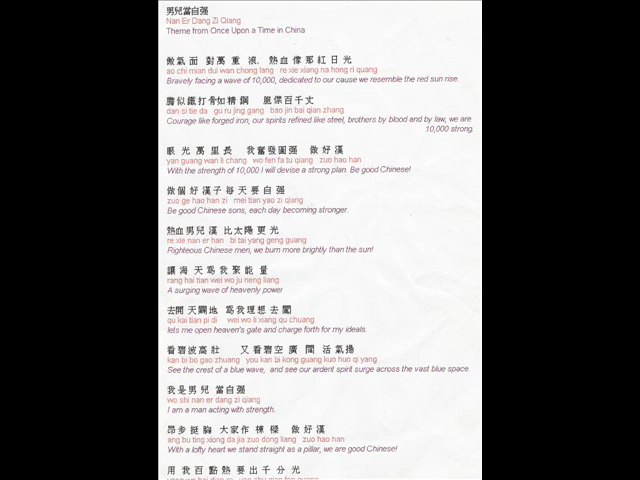 男兒當自强
Nan Er Dang Zi Qiang
Theme from Once Upon a Time in China
傲氣面 對萬 重 浪. 熱血 像 那 紅 日 光
ao chi mian dui wan chong lang re xie xiang na hong ri guang
Bravely facing a wave of 10,000, dedicated to our cause we resemble the red sun rise.
膽似鐵打 骨如精 鋼 百千丈
dan si tie da gu ru jing gang bao jin bai qian zhang
Courage like forged iron, our spirits refined like steel, brothers by blood and by law, we are
10,000 strong.
眼 光 萬 里 長 我奮發圖强 做 好 漢
yan guang wan li chang wo fen fa tu qiang zuo hao han
With the strength of 10,000 I will devise a strong plan. Be good Chinese!
做個 好 漢子 每 天 要 自 强
zuo ge hao han zi mei tian yao zi qiang
Be good Chinese sons, each day becoming stronger.
熱血男兒 漢 比太陽 更 光
re xie nan er han bi tai yang geng guang
Righteous Chinese men, we burn more brightly than the sun!
讓 海 天 爲 我 聚 能 量
rang hai tian wei wo ju neng liang
A surging wave of heavenly power
去開 天闢 地 爲我理想 去 闖
qu kai tian pi di wei wo li xiang qu chuang
lets me open heaven's gate and charge forth for my ideals.
看碧波高壯 又 看碧空 廣 闊 活 氣揚
kan bi bo gao zhuang you kan bi kong guang kuo huo qi yang
See the crest of a blue wave, and see our ardent spirit surge across the vast blue space.
我是 男 兒 當自强
wo shi nan er dang zi qiang
I am a man acting with strength.
昂步 挺 胸 大家作 棟 樑 做 好漢
ang bu ting xiong da jia zuo dong liang zuo hao han
With a lofty heart we stand straight as a pillar, we are good Chinese!
用 我 百 點 熱 要 出 千 分 光